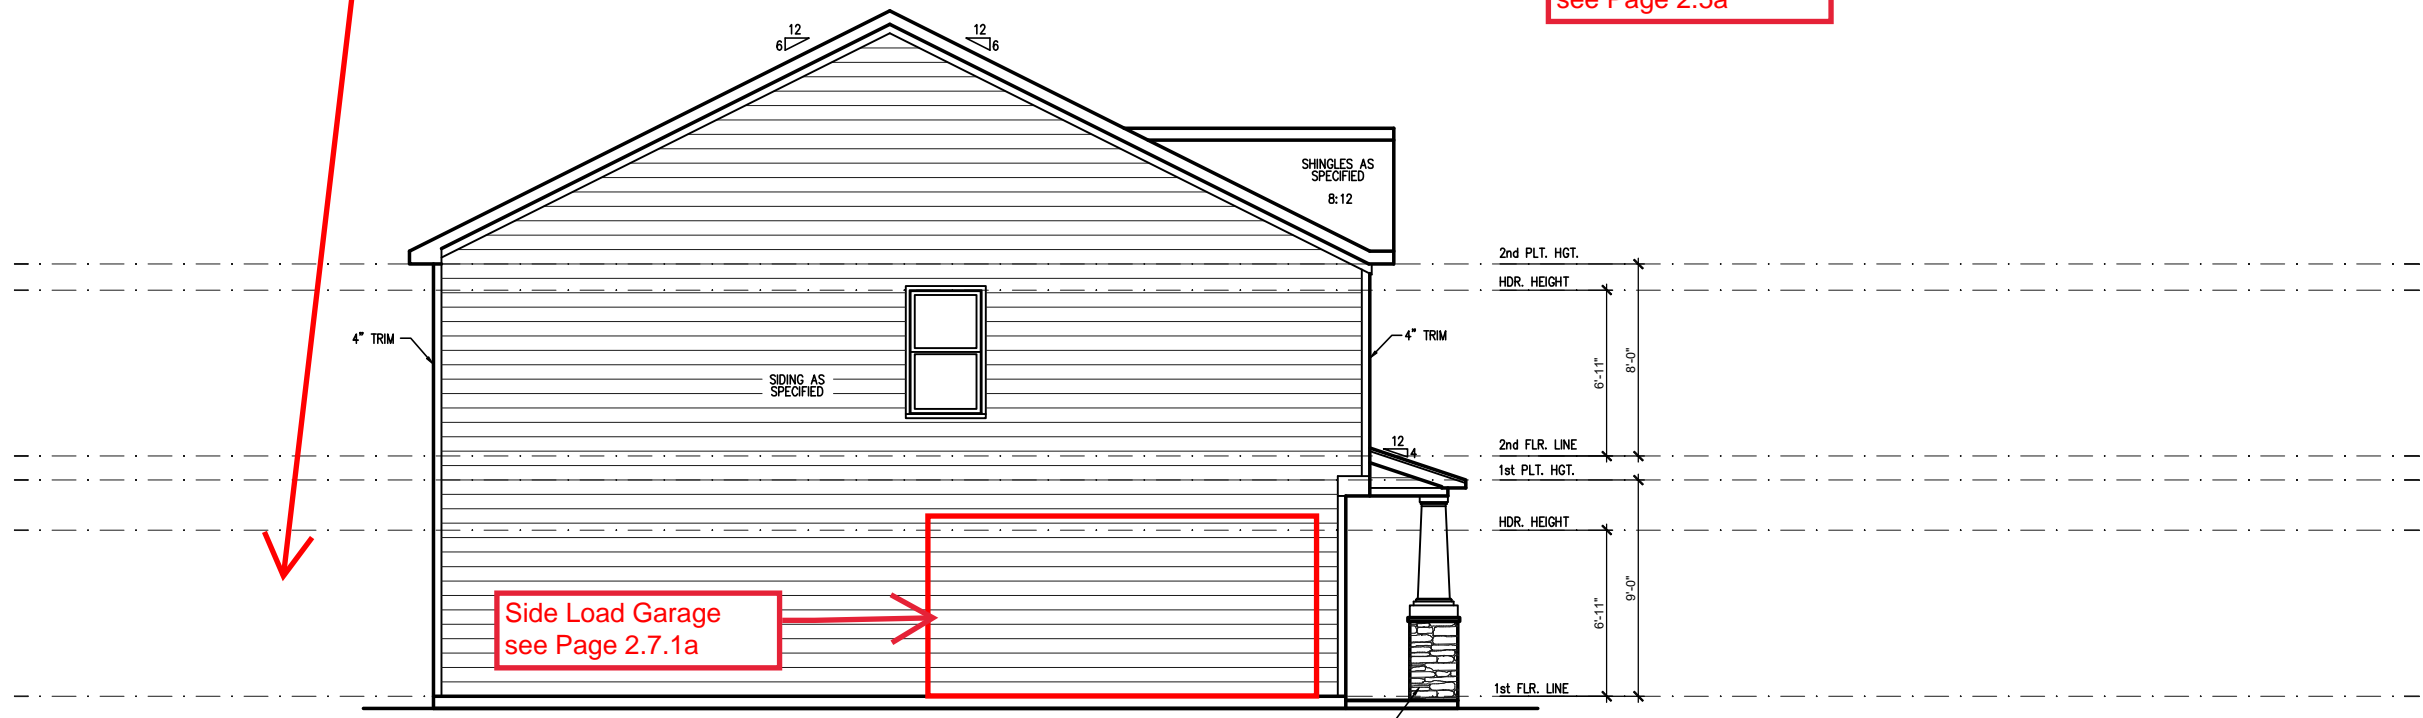 see Page 2.5a
12
6
12
6
SHINGLES AS
SPECIFIED
8:12
2nd PLT. HGT.
HDR. HEIGHT
4" TRIM
4" TRIM
6'-11"
8'-0"
SIDING AS
SPECIFIED
12
4
2nd FLR. LINE
1st PLT. HGT.
HDR. HEIGHT
6'-11"
9'-0"
Side Load Garage
see Page 2.7.1a
1st FLR. LINE